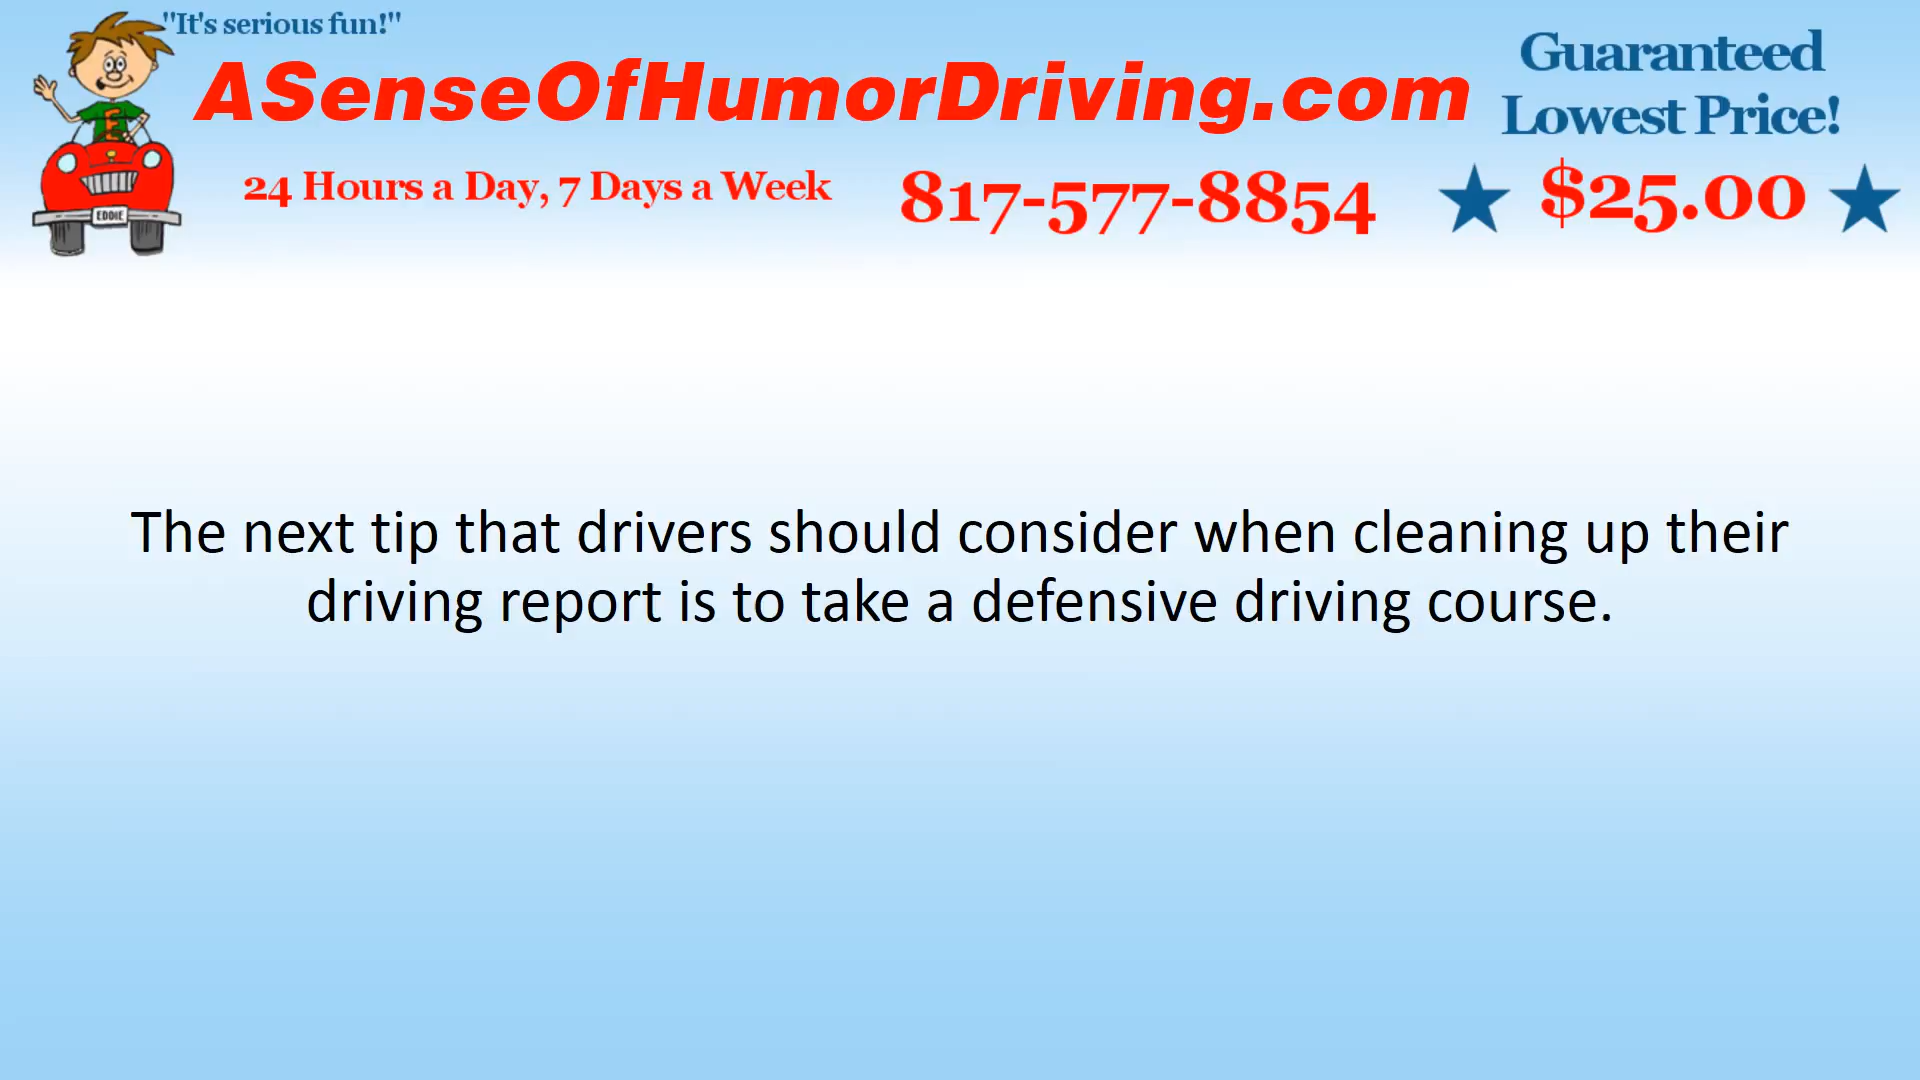 "It's serious fun!"
ASenseOfHumorDriving.com
Guaranteed
Lowest Price!
24 Hours a Day, 7 Days a Week
817-577-8854
$25.00
E
EDDIE
The next tip that drivers should consider when cleaning up their
driving report is to take a defensive driving course.